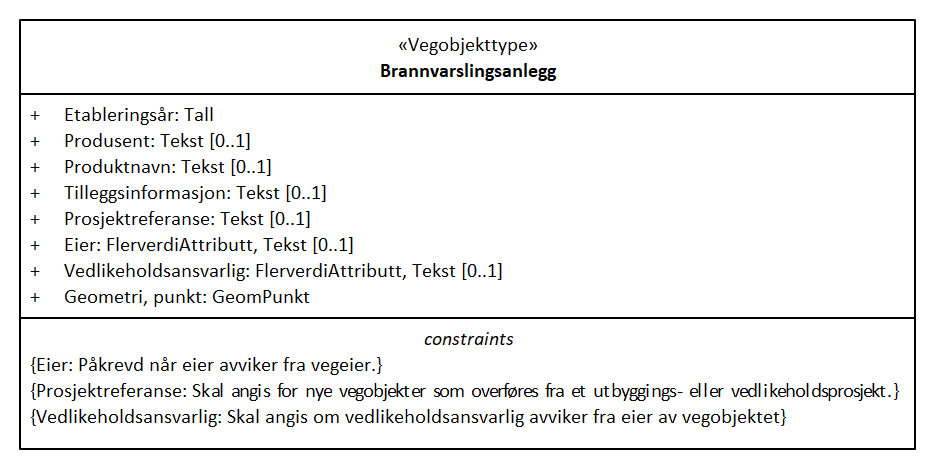 «Vegobjekttype»
Brannvarslingsanlegg
+ Etableringsår: Tall
+ Produsent: Tekst [0..1]
+ Produktnavn: Tekst [0..1]
+ Tilleggsinformasjon: Tekst [0..1]
+ Prosjektreferanse: Tekst [0..1]
+ Eier: FlerverdiAttributt, Tekst [0..1]
+ Vedlikeholdsansvarlig: FlerverdiAttributt, Tekst [0..1]
+ Geometri, punkt: GeomPunkt
constraints
{Eier: Påkrevd når eier avviker fra vegeier.}
{Prosjektreferanse: Skal angis for nye vegobjekter som overføres fra et utbyggings- eller vedlikeholdsprosjekt.}
{Vedlikeholdsansvarlig: Skal angis om vedlikeholdsansvarlig avviker fra eier av vegobjektet}